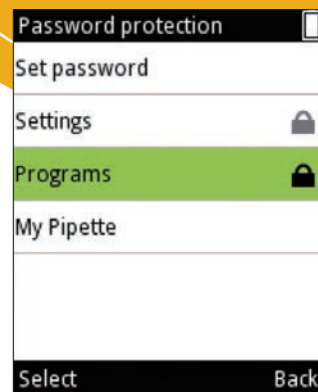 Password protection
Set password
Settings
Programs
My Pipette
Select Back